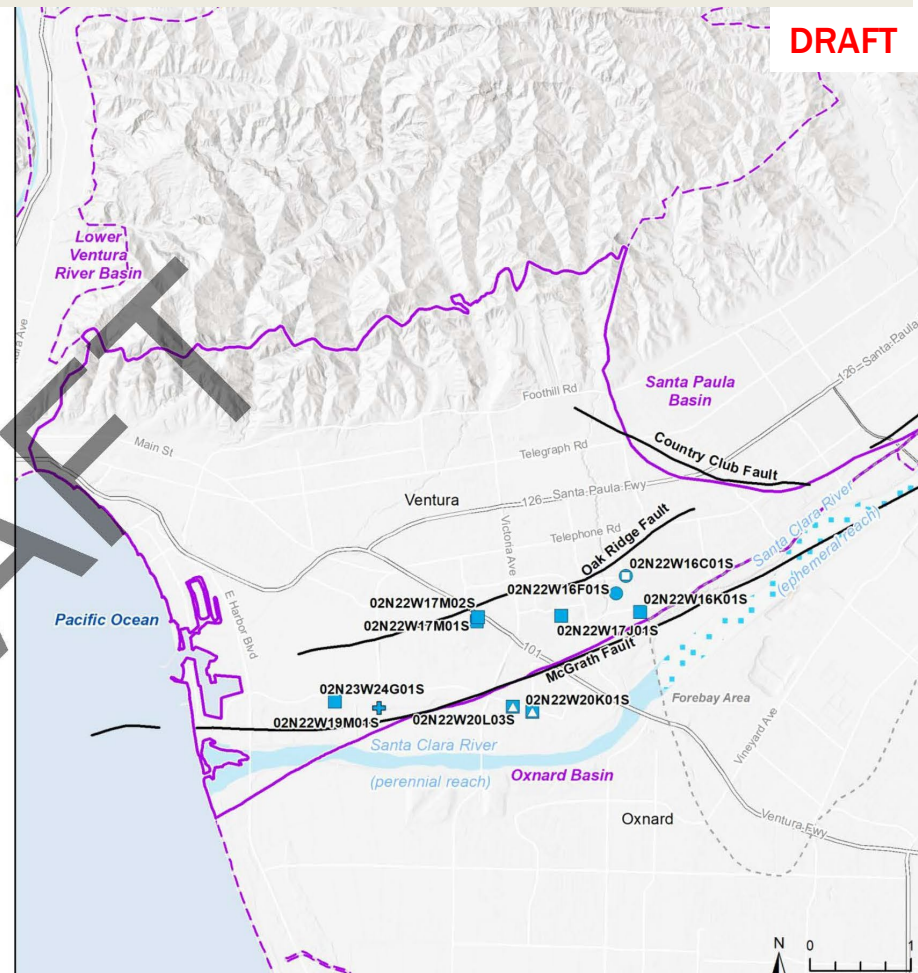 DRAFT
Lower
Ventura
River Basin
Santa Paula
Basin
126-Santa Paula
Foothill Rd
Main St
Telegraph Rd
Country Club Fault
Ventura
126-Santa Paula Fwy
Santa Clara River
(ephemeral reach)
Victoria Ave
Telephone Rd
Oak Ridge Fault
02N22W16C01S
02N22W16F01S
02N22W17M02S
02N22W16K01S
02N22W17M01S
02N22W17J01S
Pacific Ocean
E Harbor Blvd
101
McGrath Fault
02N23W24G01S
02N22W20K01S
Forebay Area
02N22W19M01S
02N22W20L03S
Santa Clara River
(perennial reach)
Oxnard Basin
Vineyard Ave
Oxnard
Ventura Fwy
N
0
1